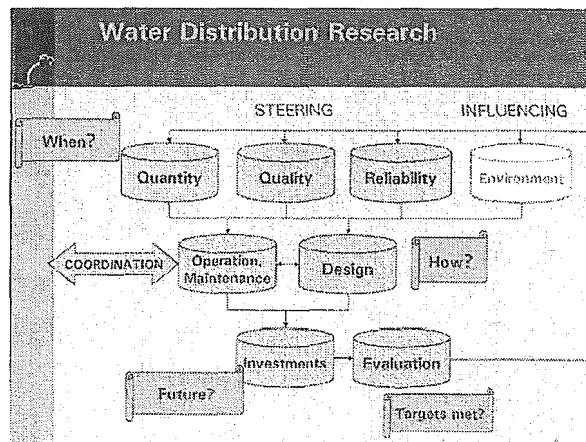 Water Distribution Research
STEERING
INFLUENCING
When?
Quantity
Quality
Reliability
Environment
COORDINATION
Operation,
Maintenance
Design
How?
Investments
Evaluation
Future?
Targets met?